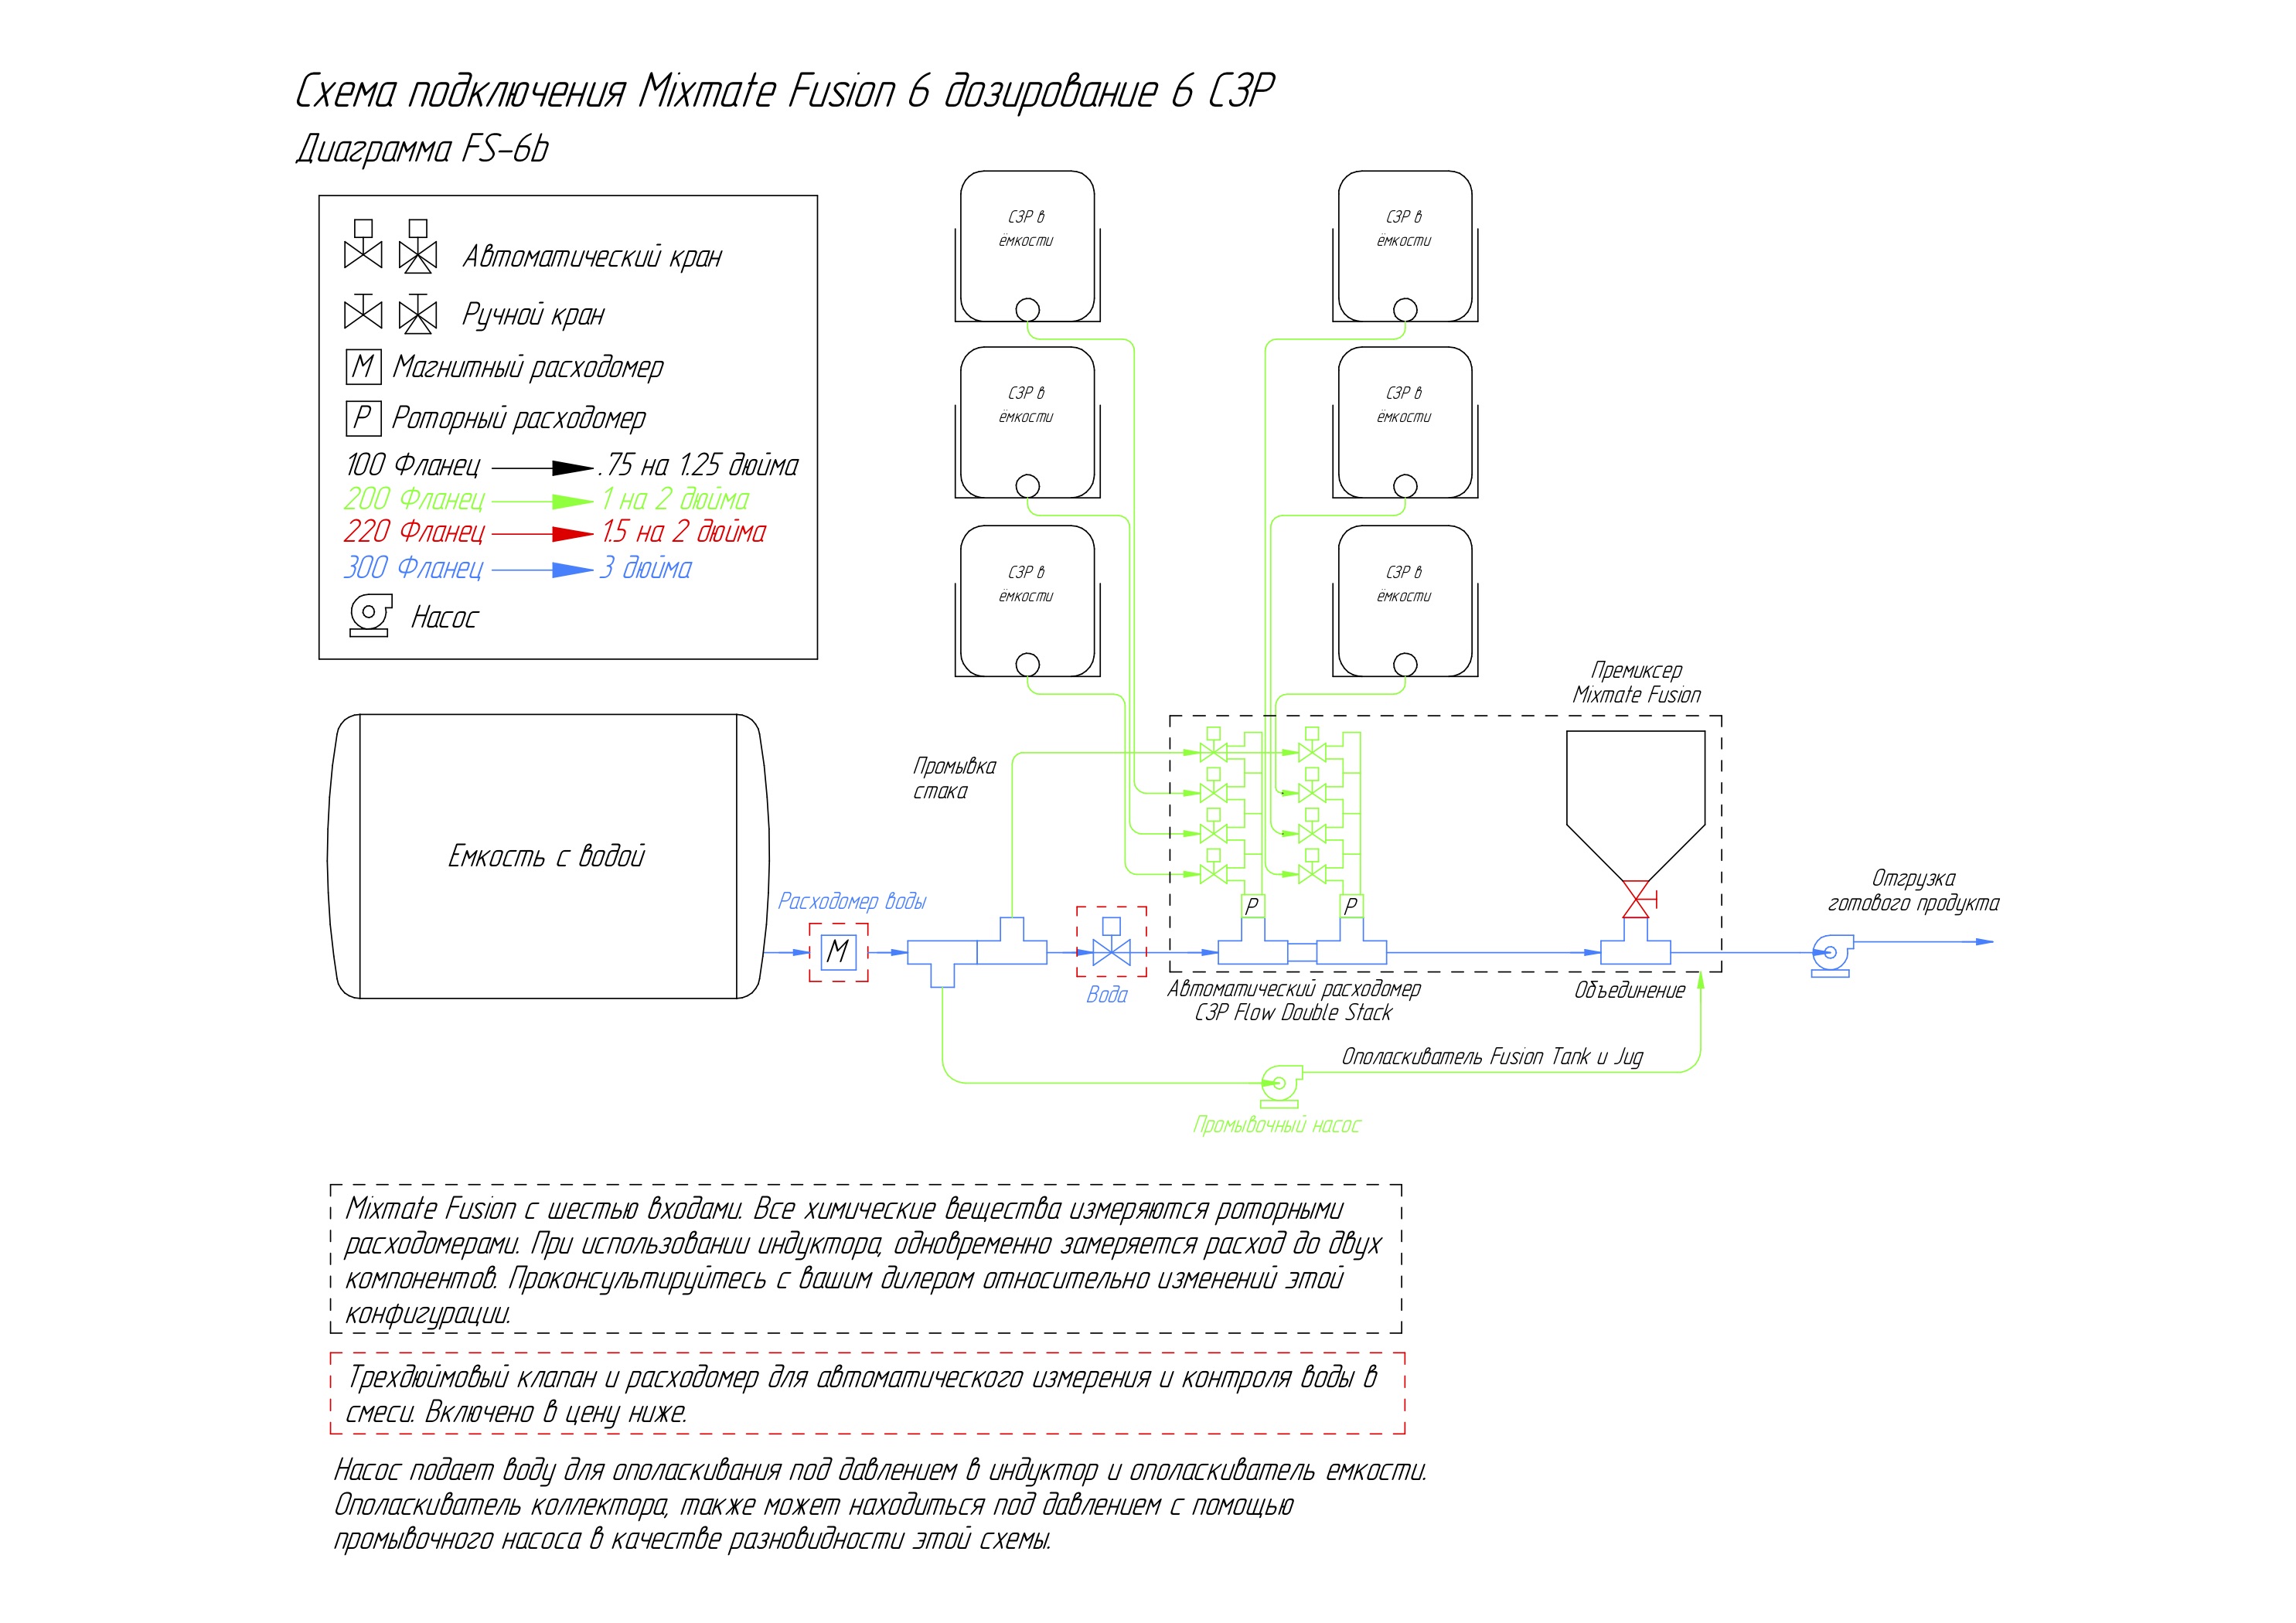 Схема подключения Mixmate Fusion 6 дозирование 6 СЗР
Диаграмма FS-6b
Автоматический кран
Ручной кран
М Магнитный расходомер
Р Роторный расходомер
100 Фланец .75 на 1.25 дюйма
200 Фланец 1 на 2 дюйма
220 Фланец 1.5 на 2 дюйма
300 Фланец 3 дюйма
Насос
СЗР в
ёмкости
СЗР в
ёмкости
СЗР в
ёмкости
СЗР в
ёмкости
СЗР в
ёмкости
СЗР в
ёмкости
Премиксер
Mixmate Fusion
Промывка
стака
Емкость с водой
Расходомер воды
М
Вода
Р
Р
Автоматический расходомер
СЗР Flow Double Stack
Объединение
Отгрузка
готового продукта
Ополаскиватель Fusion Tank и Jug
Промывочный насос
Mixmate Fusion с шестью входами. Все химические вещества измеряются роторными
расходомерами. При использовании индуктора, одновременно замеряется расход до двух
компонентов. Проконсультируйтесь с вашим дилером относительно изменений этой
конфигурации.
Трехдюймовый клапан и расходомер для автоматического измерения и контроля воды в
смеси. Включено в цену ниже.
Насос подает воду для ополаскивания под давлением в индуктор и ополаскиватель емкости.
Ополаскиватель коллектора, также может находиться под давлением с помощью
промывочного насоса в качестве разновидности этой схемы.